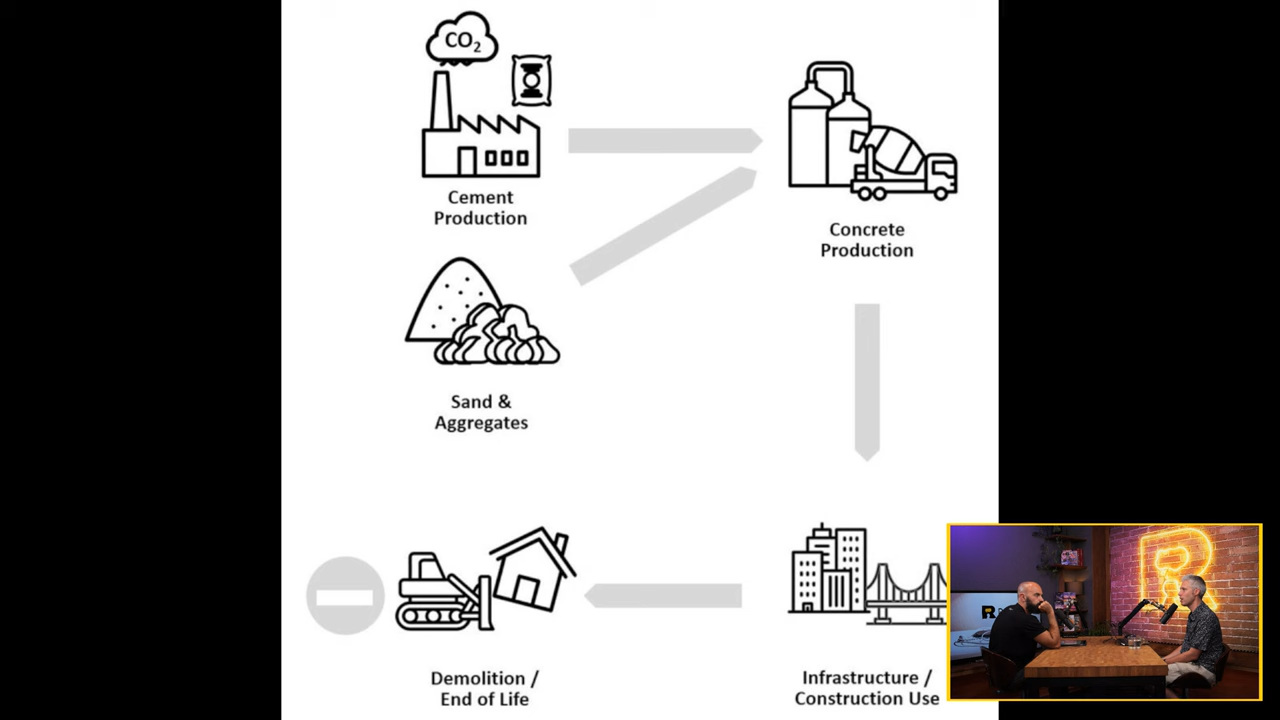 CO₂
Cement
Production
Concrete
Production
Sand &
Aggregates
Demolition /
End of Life
Infrastructure /
Construction Use
R